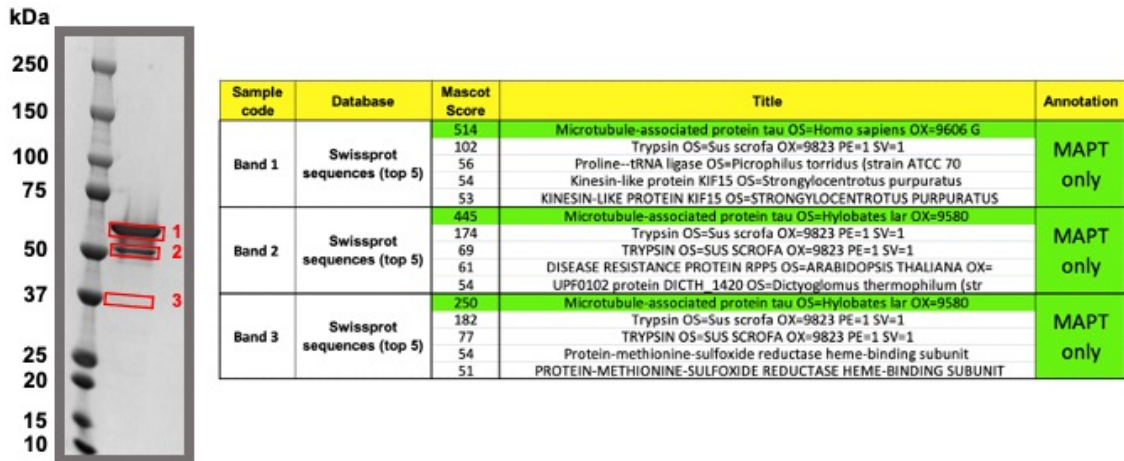 kDa
250
150
100
75
50
37
25
20
15
10
1
2
3
Sample code Database Mascot Score Title Annotation
Band 1 Swissprot sequences (top 5) MAPT only
514 Microtubule-associated protein tau OS=Homo sapiens OX=9606 G
102 Trypsin OS=Sus scrofa OX=9823 PE=1 SV=1
56 Proline--tRNA ligase OS=Picrophilus torridus (strain ATCC 70
54 Kinesin-like protein KIF15 OS=Strongylocentrotus purpuratus
53 KINESIN-LIKE PROTEIN KIF15 OS=STRONGYLOCENTROTUS PURPURATUS
Band 2 Swissprot sequences (top 5) MAPT only
445 Microtubule-associated protein tau OS=Hylobates lar OX=9580
174 Trypsin OS=Sus scrofa OX=9823 PE=1 SV=1
69 TRYPSIN OS=SUS SCROFA OX=9823 PE=1 SV=1
61 DISEASE RESISTANCE PROTEIN RPP5 OS=ARABIDOPSIS THALIANA OX=
54 UPF0102 protein DICTH_1420 OS=Dictyoglomus thermophilum (str
Band 3 Swissprot sequences (top 5) MAPT only
250 Microtubule-associated protein tau OS=Hylobates lar OX=9580
182 Trypsin OS=Sus scrofa OX=9823 PE=1 SV=1
77 TRYPSIN OS=SUS SCROFA OX=9823 PE=1 SV=1
54 Protein-methionine-sulfoxide reductase heme-binding subunit
51 PROTEIN-METHIONINE-SULFOXIDE REDUCTASE HEME-BINDING SUBUNIT